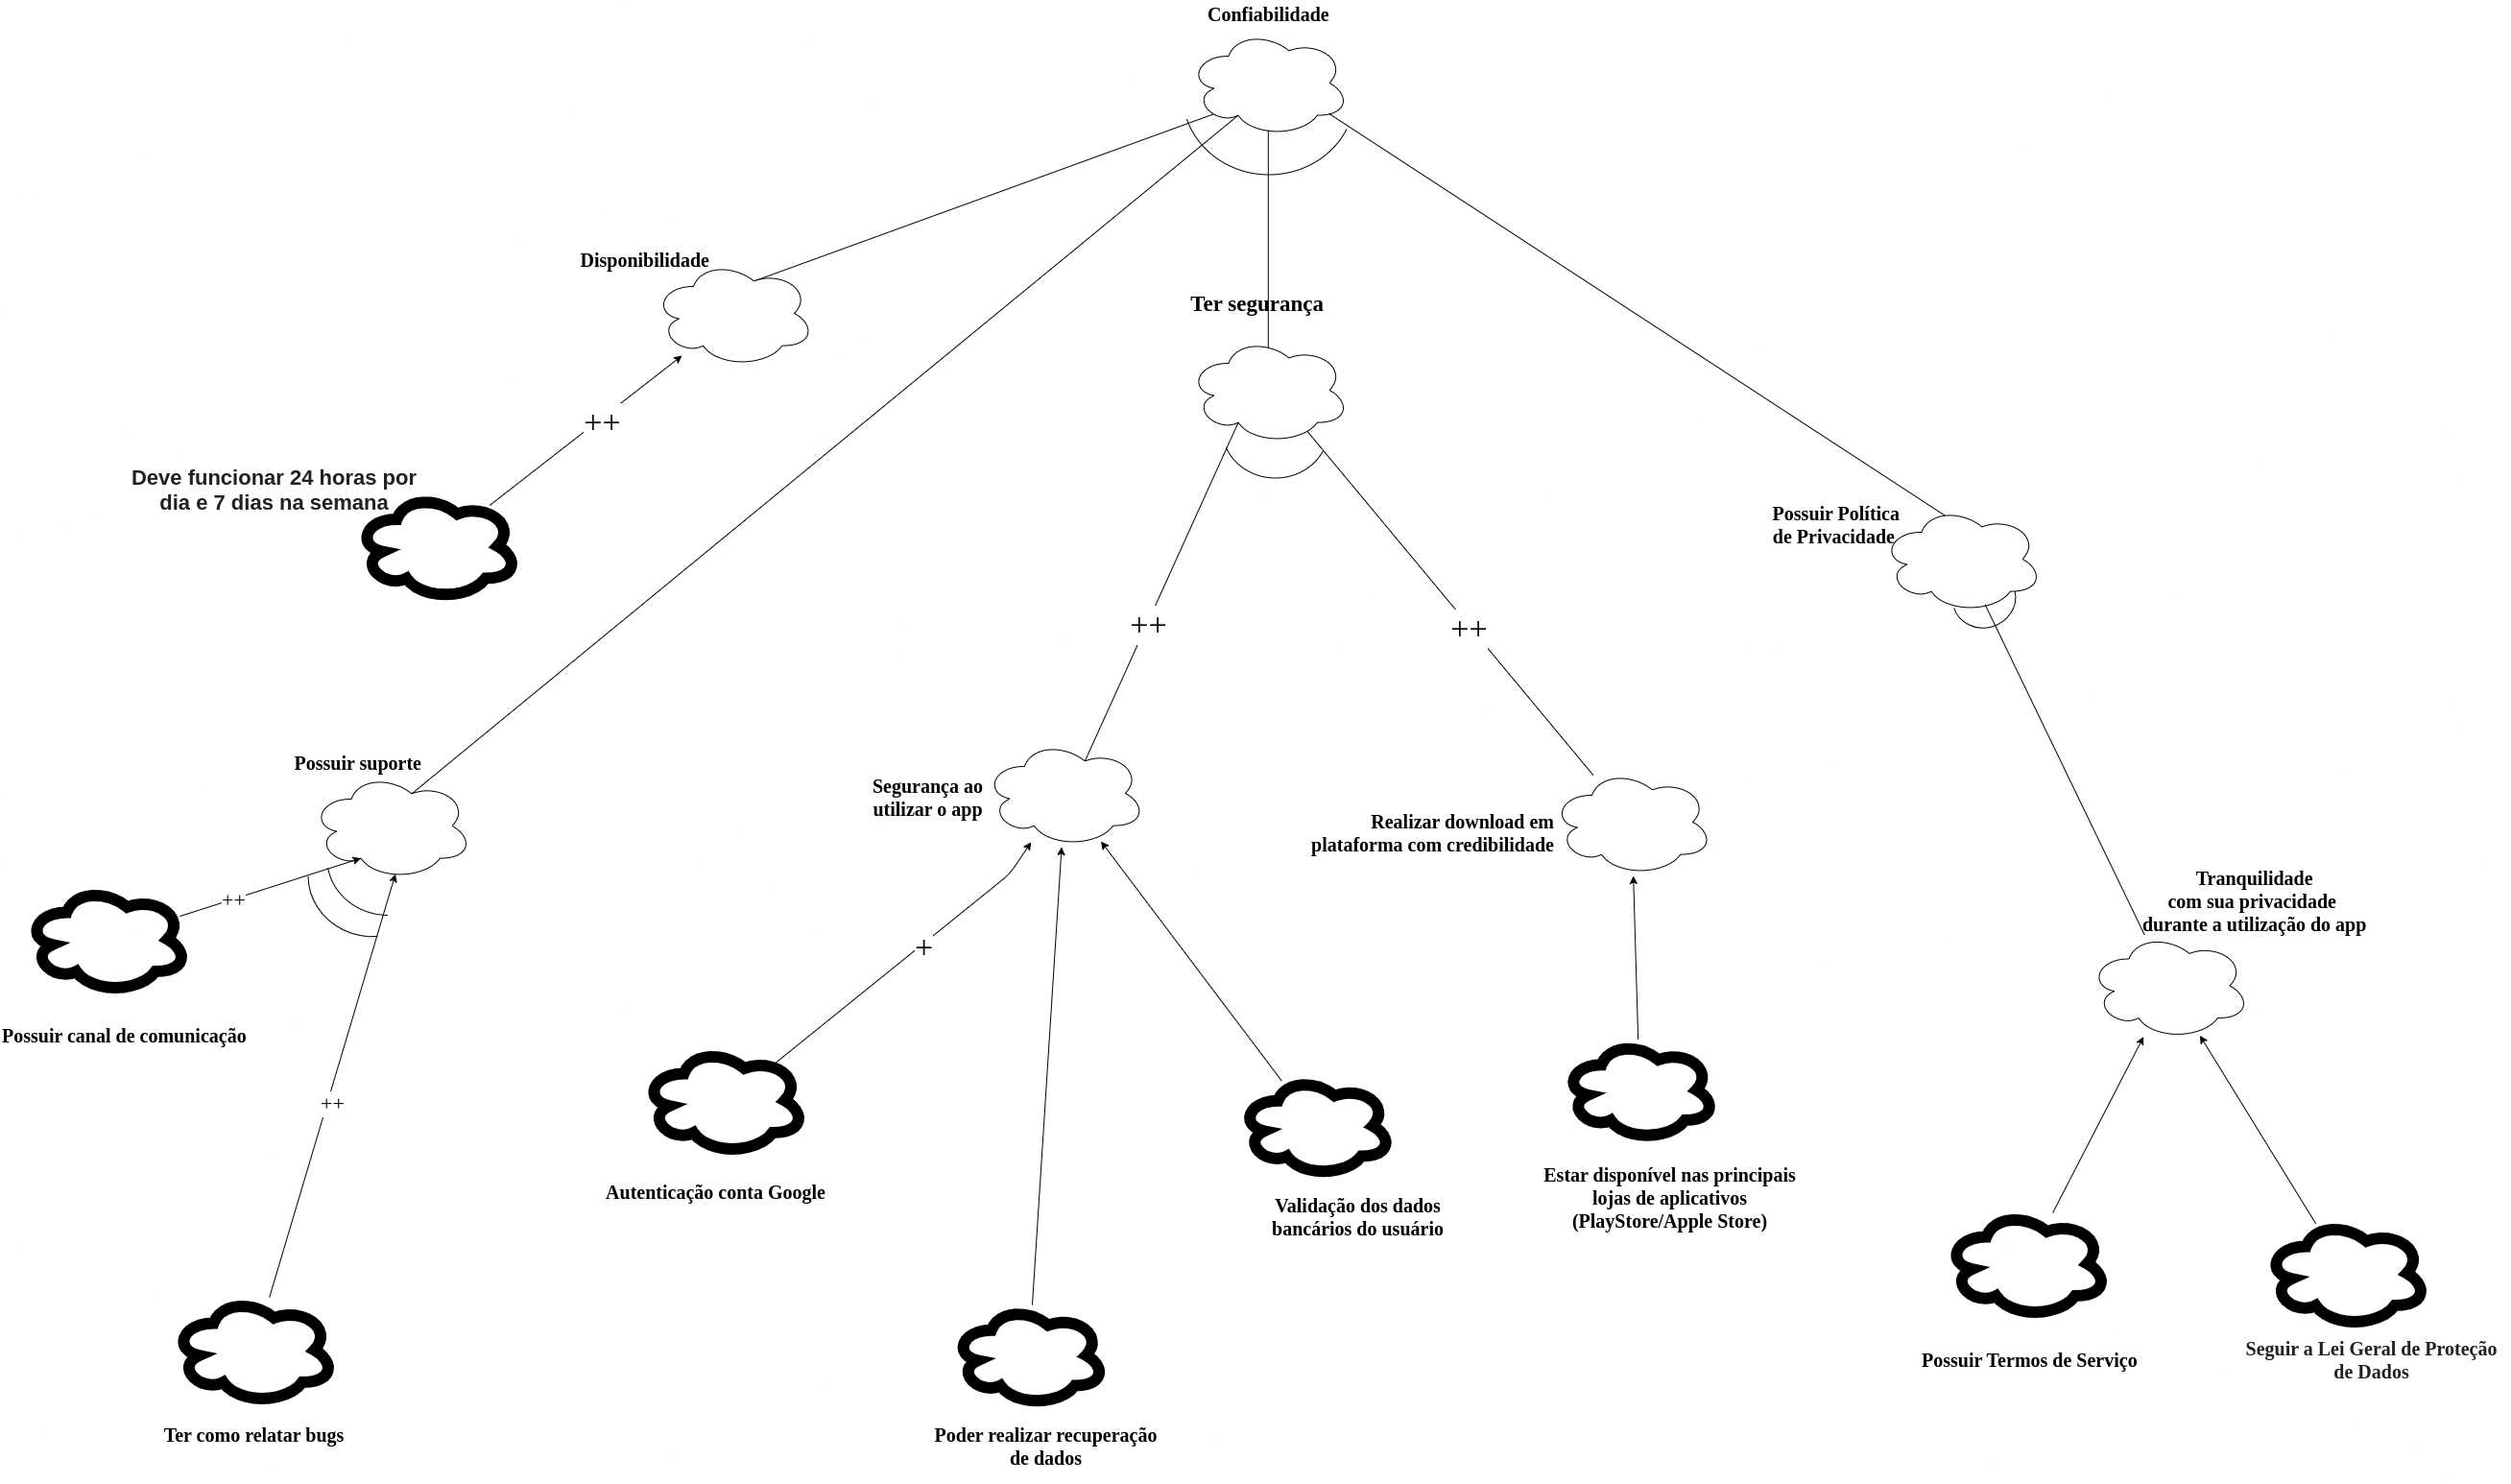 Confiabilidade
Disponibilidade
Ter segurança
++
Deve funcionar 24 horas por
dia e 7 dias na semana
Possuir Política
de Privacidade
++
++
Possuir suporte
Segurança ao
utilizar o app
Realizar download em
plataforma com credibilidade
Tranquilidade
com sua privacidade
durante a utilização do app
++
+
Possuir canal de comunicação
++
Autenticação conta Google
Validação dos dados
bancários do usuário
Estar disponível nas principais
lojas de aplicativos
(PlayStore/Apple Store)
Possuir Termos de Serviço
Seguir a Lei Geral de Proteção
de Dados
Ter como relatar bugs
Poder realizar recuperação
de dados